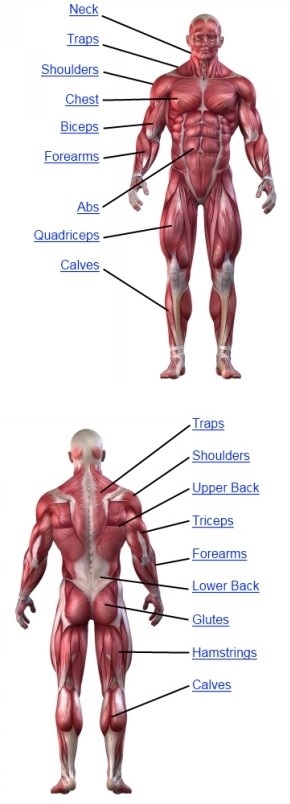 Neck
Traps
Shoulders
Chest
Biceps
Forearms
Abs
Quadriceps
Calves
Traps
Shoulders
Upper Back
Triceps
Forearms
Lower Back
Glutes
Hamstrings
Calves